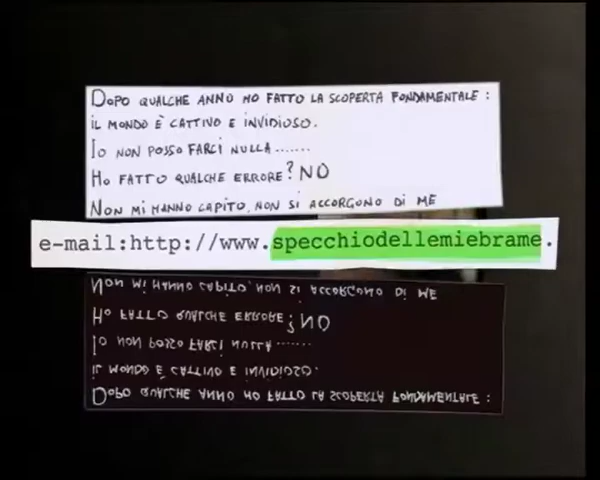 DOPO QUALCHE ANNO HO FATTO LA SCOPERTA FONDAMENTALE :
IL MONDO È CATTIVO E INVIDIOSO.
IO NON POSSO FARCI NULLA.......
HO FATTO QUALCHE ERRORE? NO
NON MI HANNO CAPITO, NON SI ACCORGONO DI ME
e-mail:http://www.specchiodellemiebrame.
NON MI HANNO CAPITO, NON SI ACCORGONO DI ME
HO FATTO QUALCHE ERRORE? NO
IO NON POSSO FARCI NULLA.......
IL MONDO È CATTIVO E INVIDIOSO.
DOPO QUALCHE ANNO HO FATTO LA SCOPERTA FONDAMENTALE :